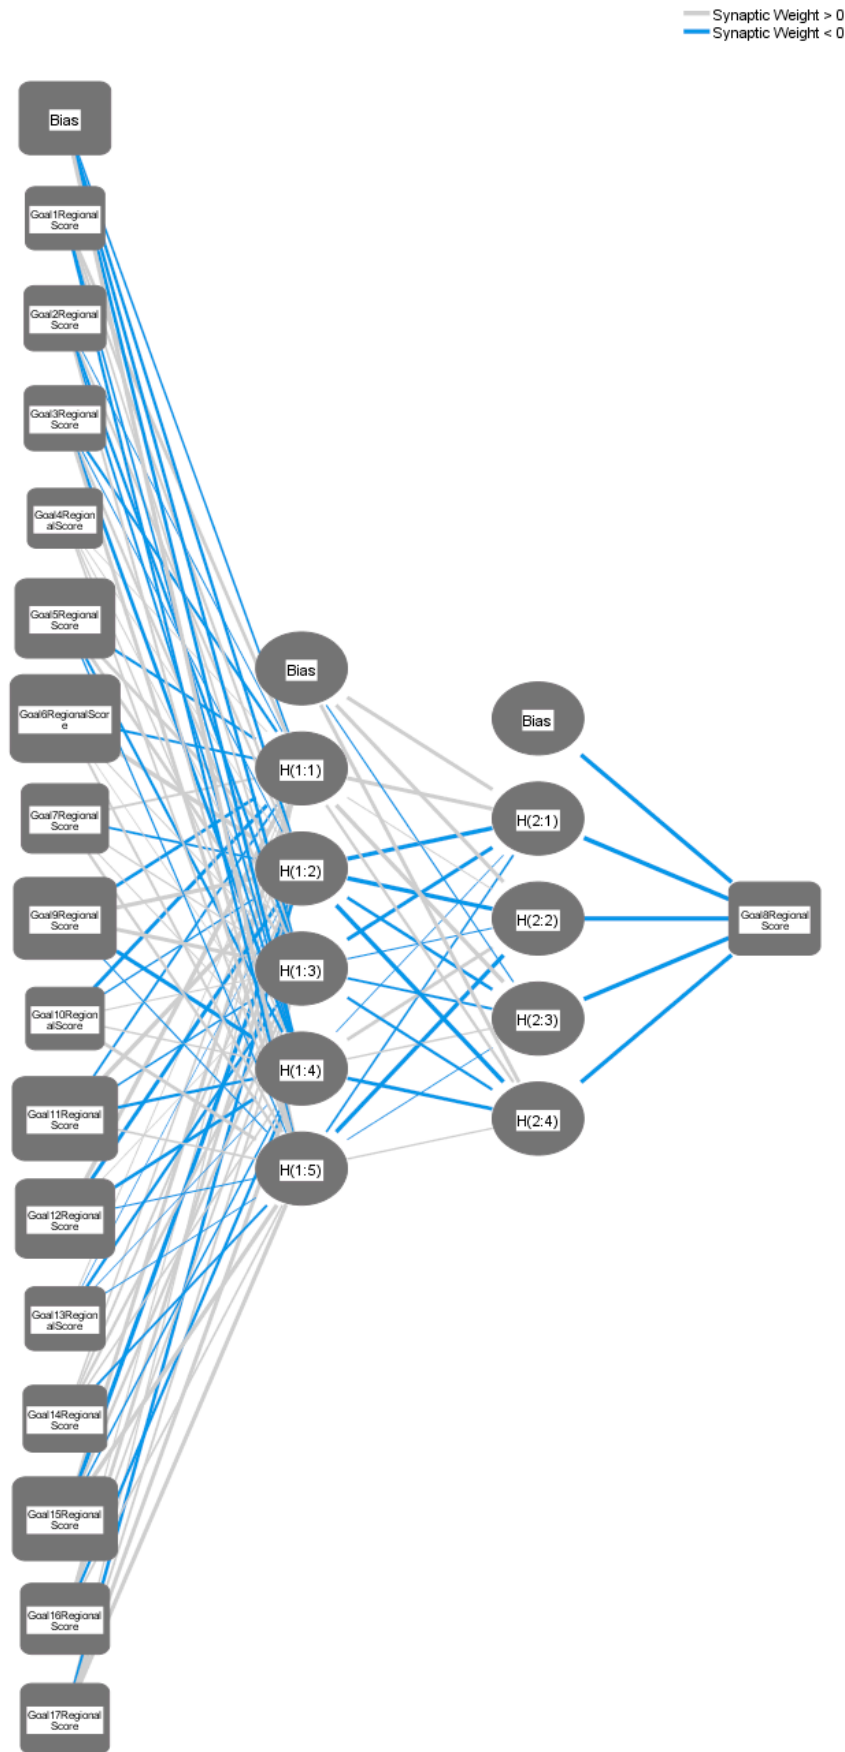 Synaptic Weight > 0
Synaptic Weight < 0
Bias
Goal1Regional
Score
Goal2Regional
Score
Goal3Regional
Score
Goal4Region
alScore
Goal5Regional
Score
Goal6RegionalScor
e
Goal7Regional
Score
Goal9Regional
Score
Goal10Region
alScore
Goal11Regional
Score
Goal12Regional
Score
Goal13Region
alScore
Goal14Regional
Score
Goal15Regional
Score
Goal16Regional
Score
Goal17Regional
Score
Bias
H(1:1)
H(1:2)
H(1:3)
H(1:4)
H(1:5)
Bias
H(2:1)
H(2:2)
H(2:3)
H(2:4)
Goal8Regional
Score